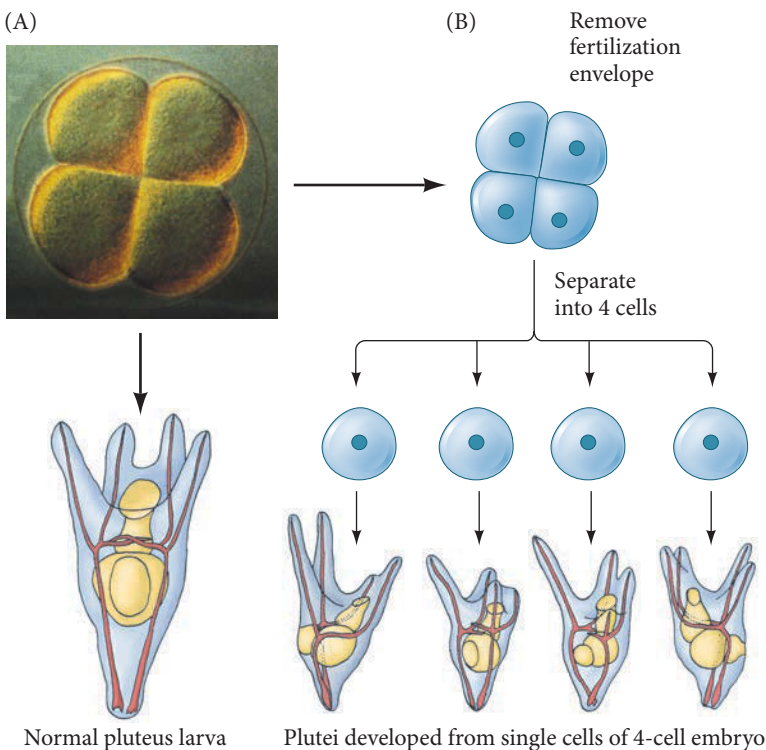 (A)
(B)
Remove
fertilization
envelope
Separate
into 4 cells
Normal pluteus larva
Plutei developed from single cells of 4-cell embryo